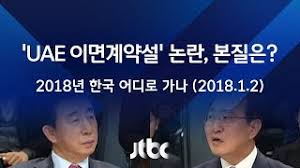 'UAE 이면계약설' 논란, 본질은?
2018년 한국 어디로 가나 (2018.1.2)
jtbc